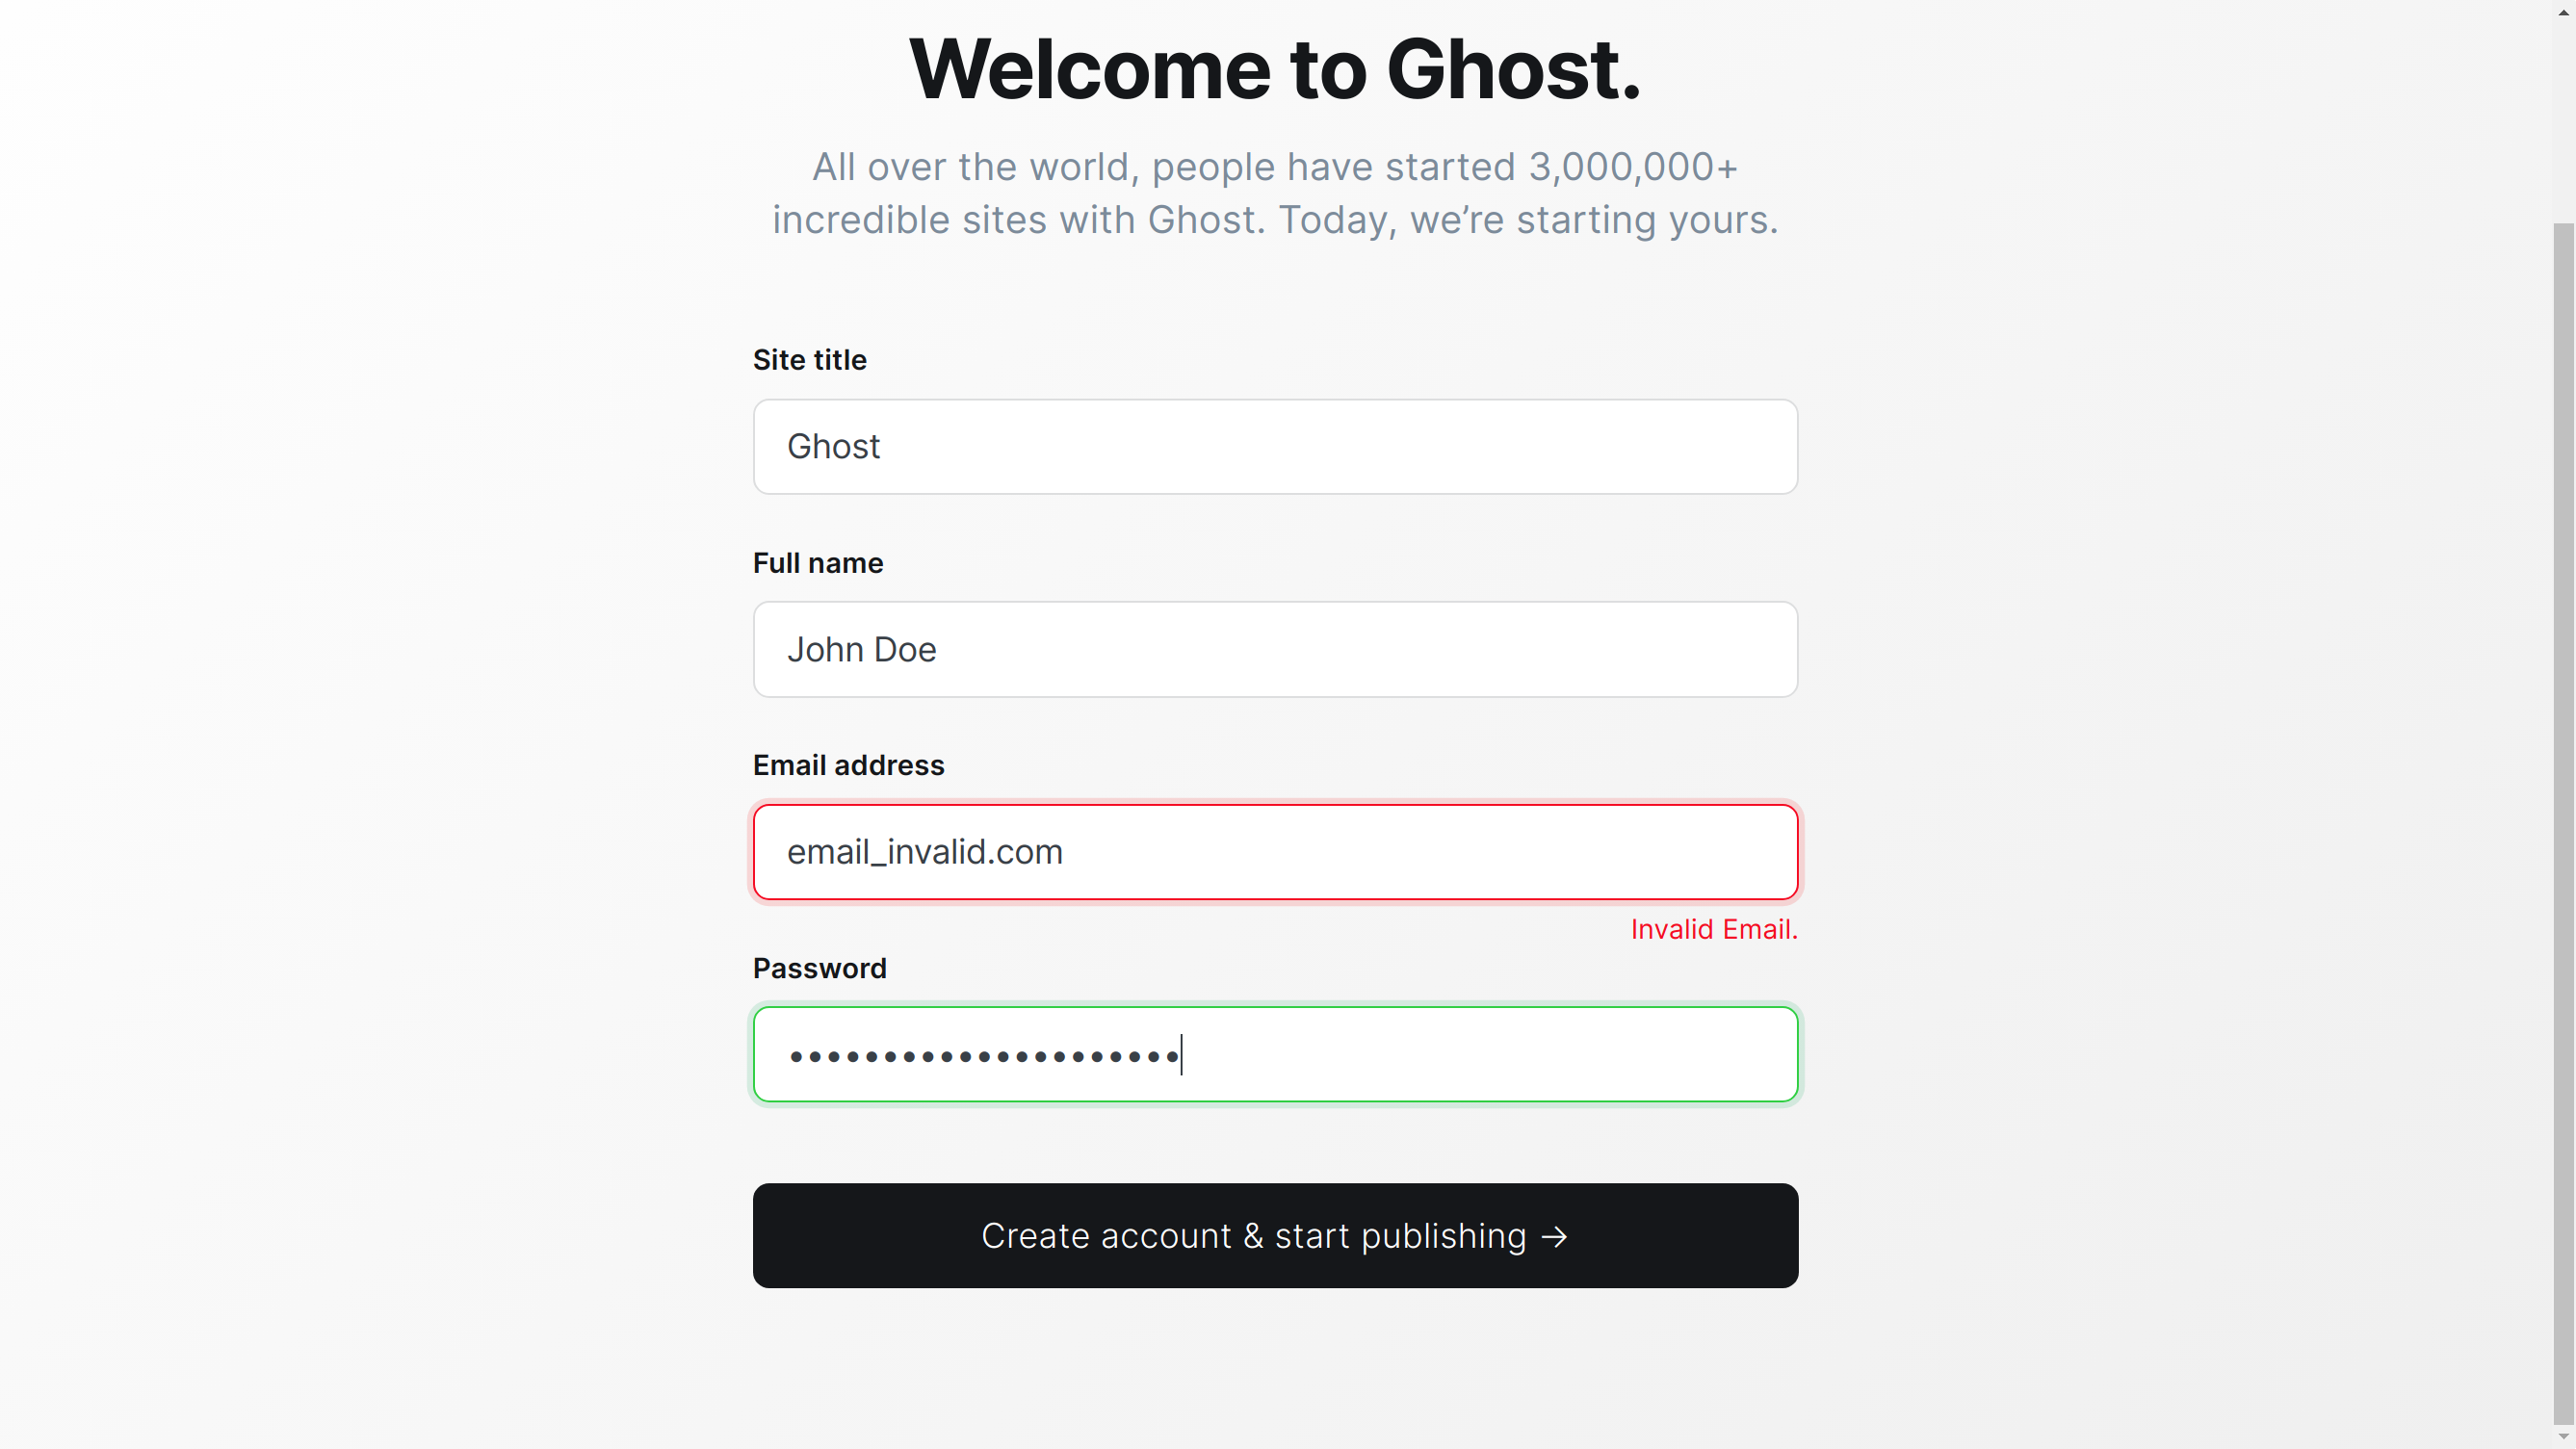 Welcome to Ghost.
All over the world, people have started 3,000,000+
incredible sites with Ghost. Today, we’re starting yours.
Site title
Ghost
Full name
John Doe
Email address
email_invalid.com
Invalid Email.
Password
•••••••••••••••••••••
Create account & start publishing →